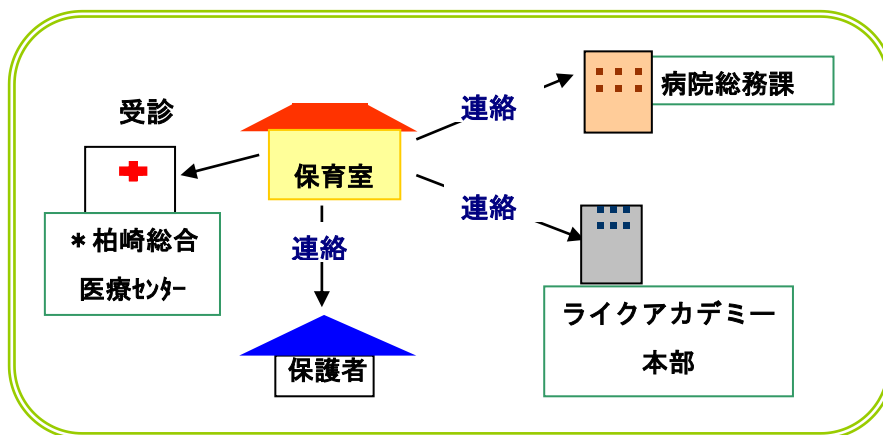 受診
連絡
病院総務課
保育室
連絡
＊柏崎総合
医療ｾﾝﾀｰ
連絡
ライクアカデミー
本部
保護者